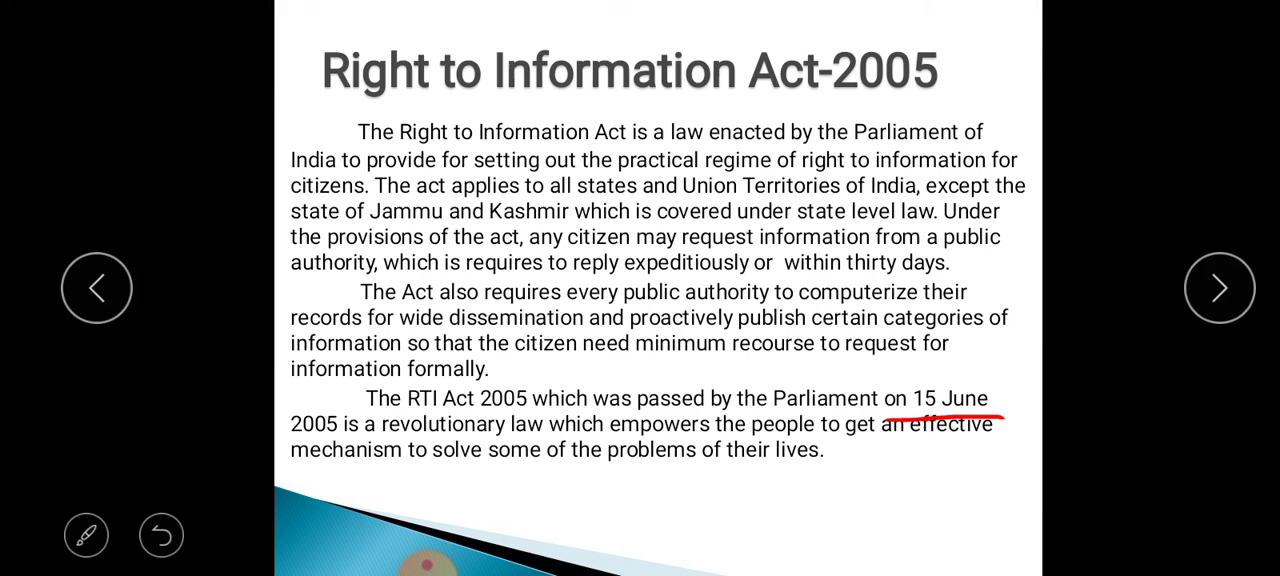 Right to Information Act-2005
The Right to Information Act is a law enacted by the Parliament of
India to provide for setting out the practical regime of right to information for
citizens. The act applies to all states and Union Territories of India, except the
state of Jammu and Kashmir which is covered under state level law. Under
the provisions of the act, any citizen may request information from a public
authority, which is requires to reply expeditiously or within thirty days.
The Act also requires every public authority to computerize their
records for wide dissemination and proactively publish certain categories of
information so that the citizen need minimum recourse to request for
information formally.
The RTI Act 2005 which was passed by the Parliament on 15 June
2005 is a revolutionary law which empowers the people to get an effective
mechanism to solve some of the problems of their lives.